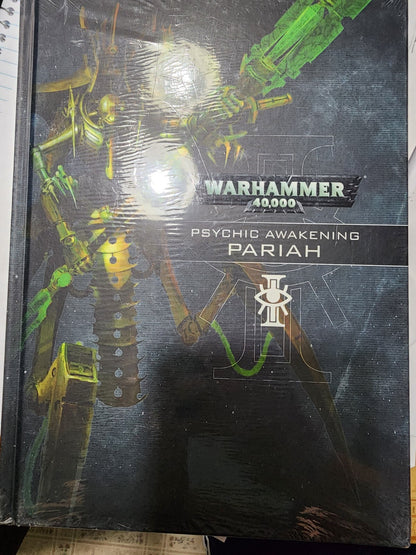 WARHAMMER
40,000
PSYCHIC AWAKENING
PARIAH